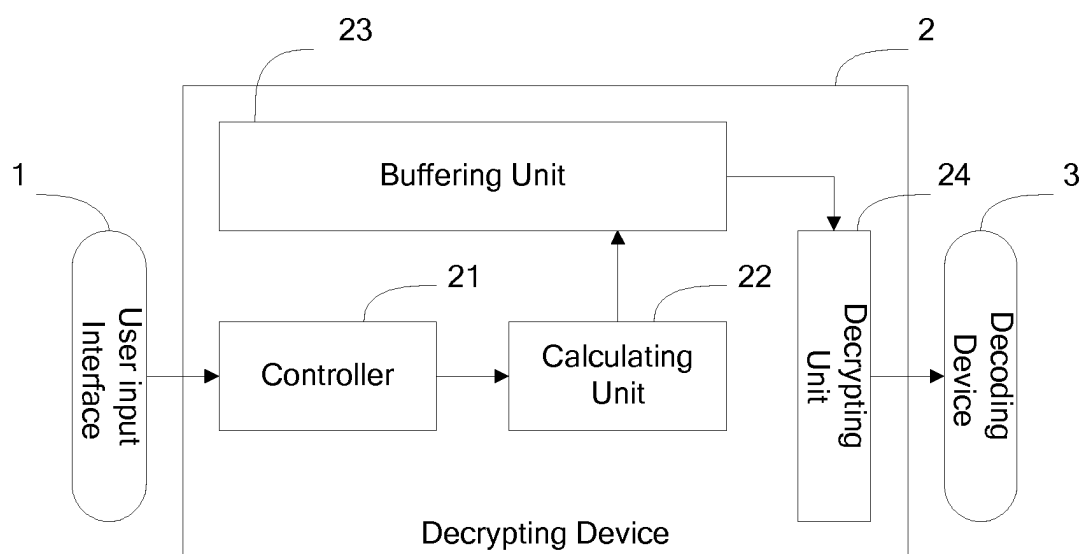 23
2
Buffering Unit
1
24
3
21
22
User input
Interface
Controller
Calculating
Unit
Decrypting
Unit
Decoding
Device
Decrypting Device